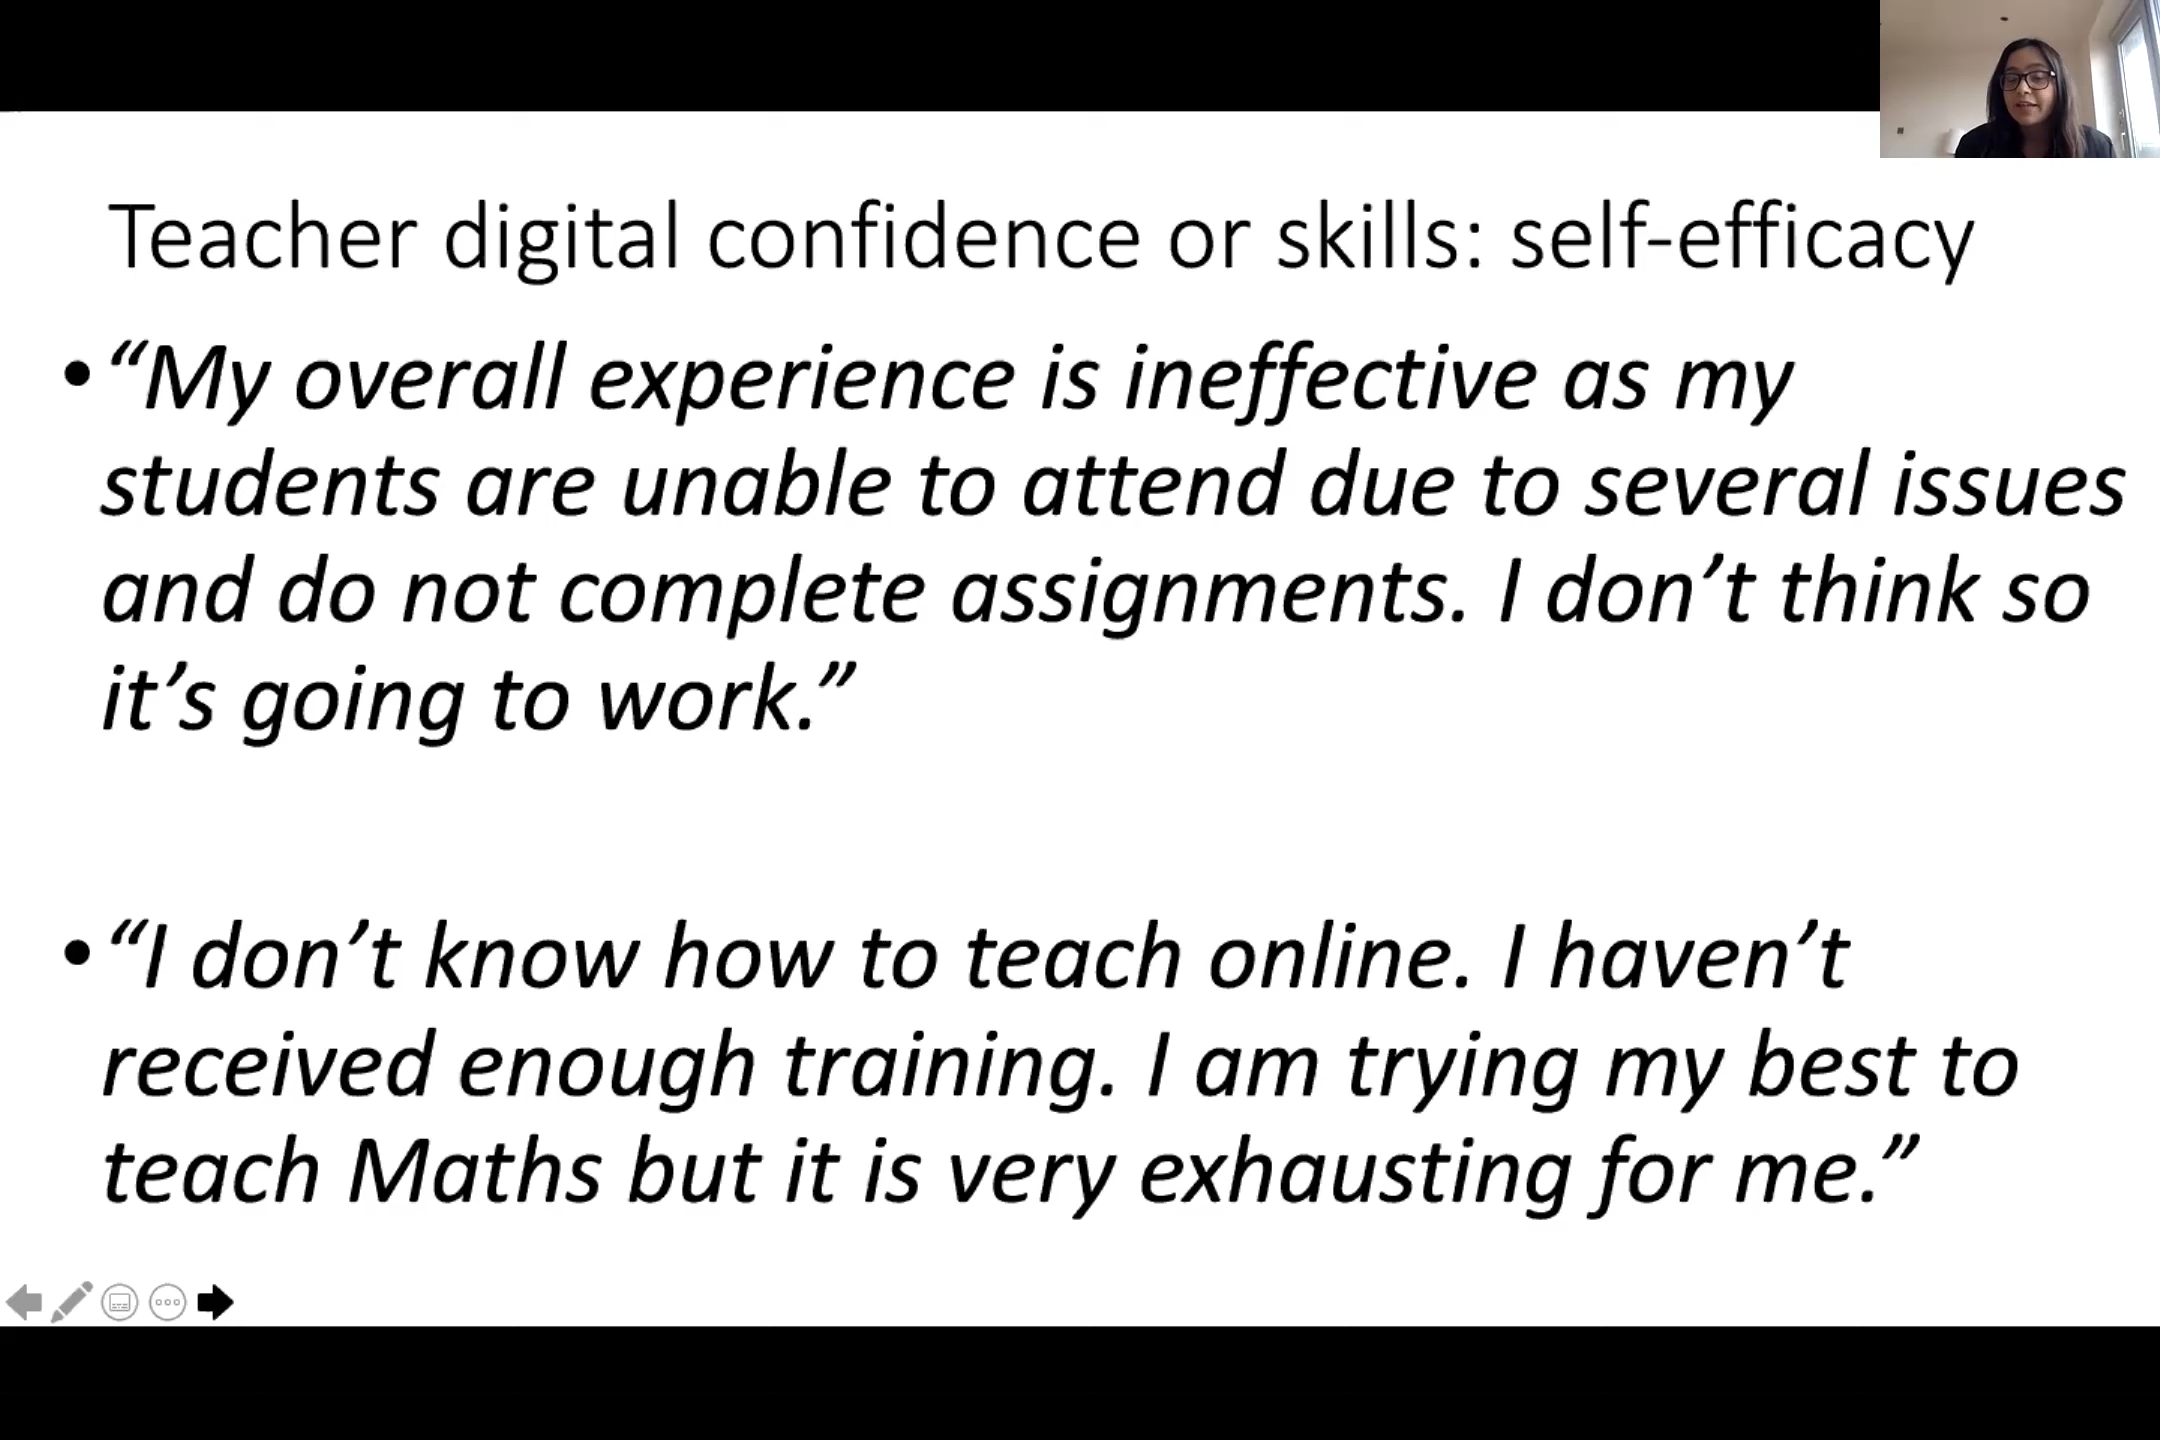 Teacher digital confidence or skills: self-efficacy
• “My overall experience is ineffective as my
students are unable to attend due to several issues
and do not complete assignments. I don’t think so
it’s going to work.”
• “I don’t know how to teach online. I haven’t
received enough training. I am trying my best to
teach Maths but it is very exhausting for me.”